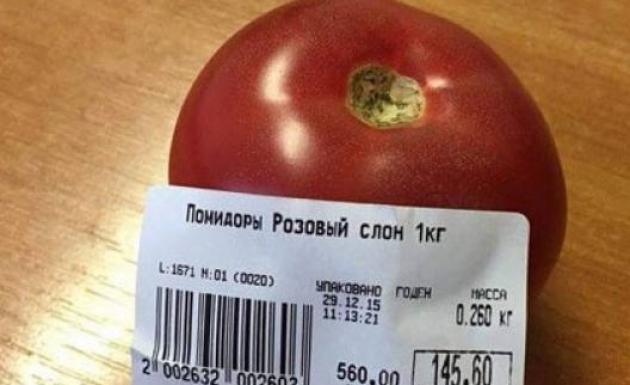 Помидоры Розовый слон 1кг
L:1671 M:01 (0020)
УПАКОВАНО ГОДЕН МАССА
29.12.15
11:13:21 0.260 кг
560,00 145,60
2 002632 002602